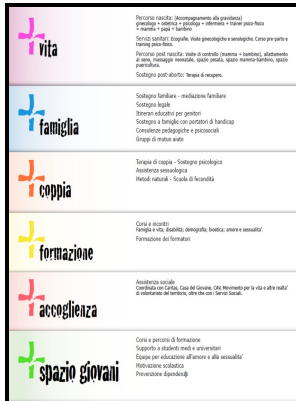 +vita
Percorso nascita: (Accompagnamento alla gravidanza)
ginecologo + ostetrica + psicologa + infermiera + trainer psico-fisico
= mamma + papà + bambino
Servizi sanitari: Ecografie. Visite ginecologiche e senologiche. Corso pre-parto e
training psico-fisico.
Percorso post nascita: Visite di controllo (mamma + bambino), allattamento
al seno, massaggio neonatale, spazio pesata, spazio mamma-bambino, spazio
puericultura.
Sostegno post-aborto: Terapia di recupero.
+famiglia
Sostegno familiare - mediazione familiare
Sostegno legale
Itinerari educativi per genitori
Sostegno a famiglie con portatori di handicap
Consulenze pedagogiche e psicosociali
Gruppi di mutuo aiuto
+coppia
Terapia di coppia - Sostegno psicologico
Assistenza sessuologica
Metodi naturali - Scuola di fecondità
+formazione
Corsi e incontri
Famiglia e vita; disabilità; demografia; bioetica; amore e sessualita'.
Formazione dei formatori
+accoglienza
Assistenza sociale
Coordinata con Caritas, Casa del Giovane, CAV, Movimento per la vita e altre realta'
di volontariato del territorio, oltre che con i Servizi Sociali.
+spazio giovani
Corsi e percorsi di formazione
Supporto a studenti medi e universitari
Équipe per educazione all'amore e alla sessualita'
Motivazione scolastica
Prevenzione dipendenze